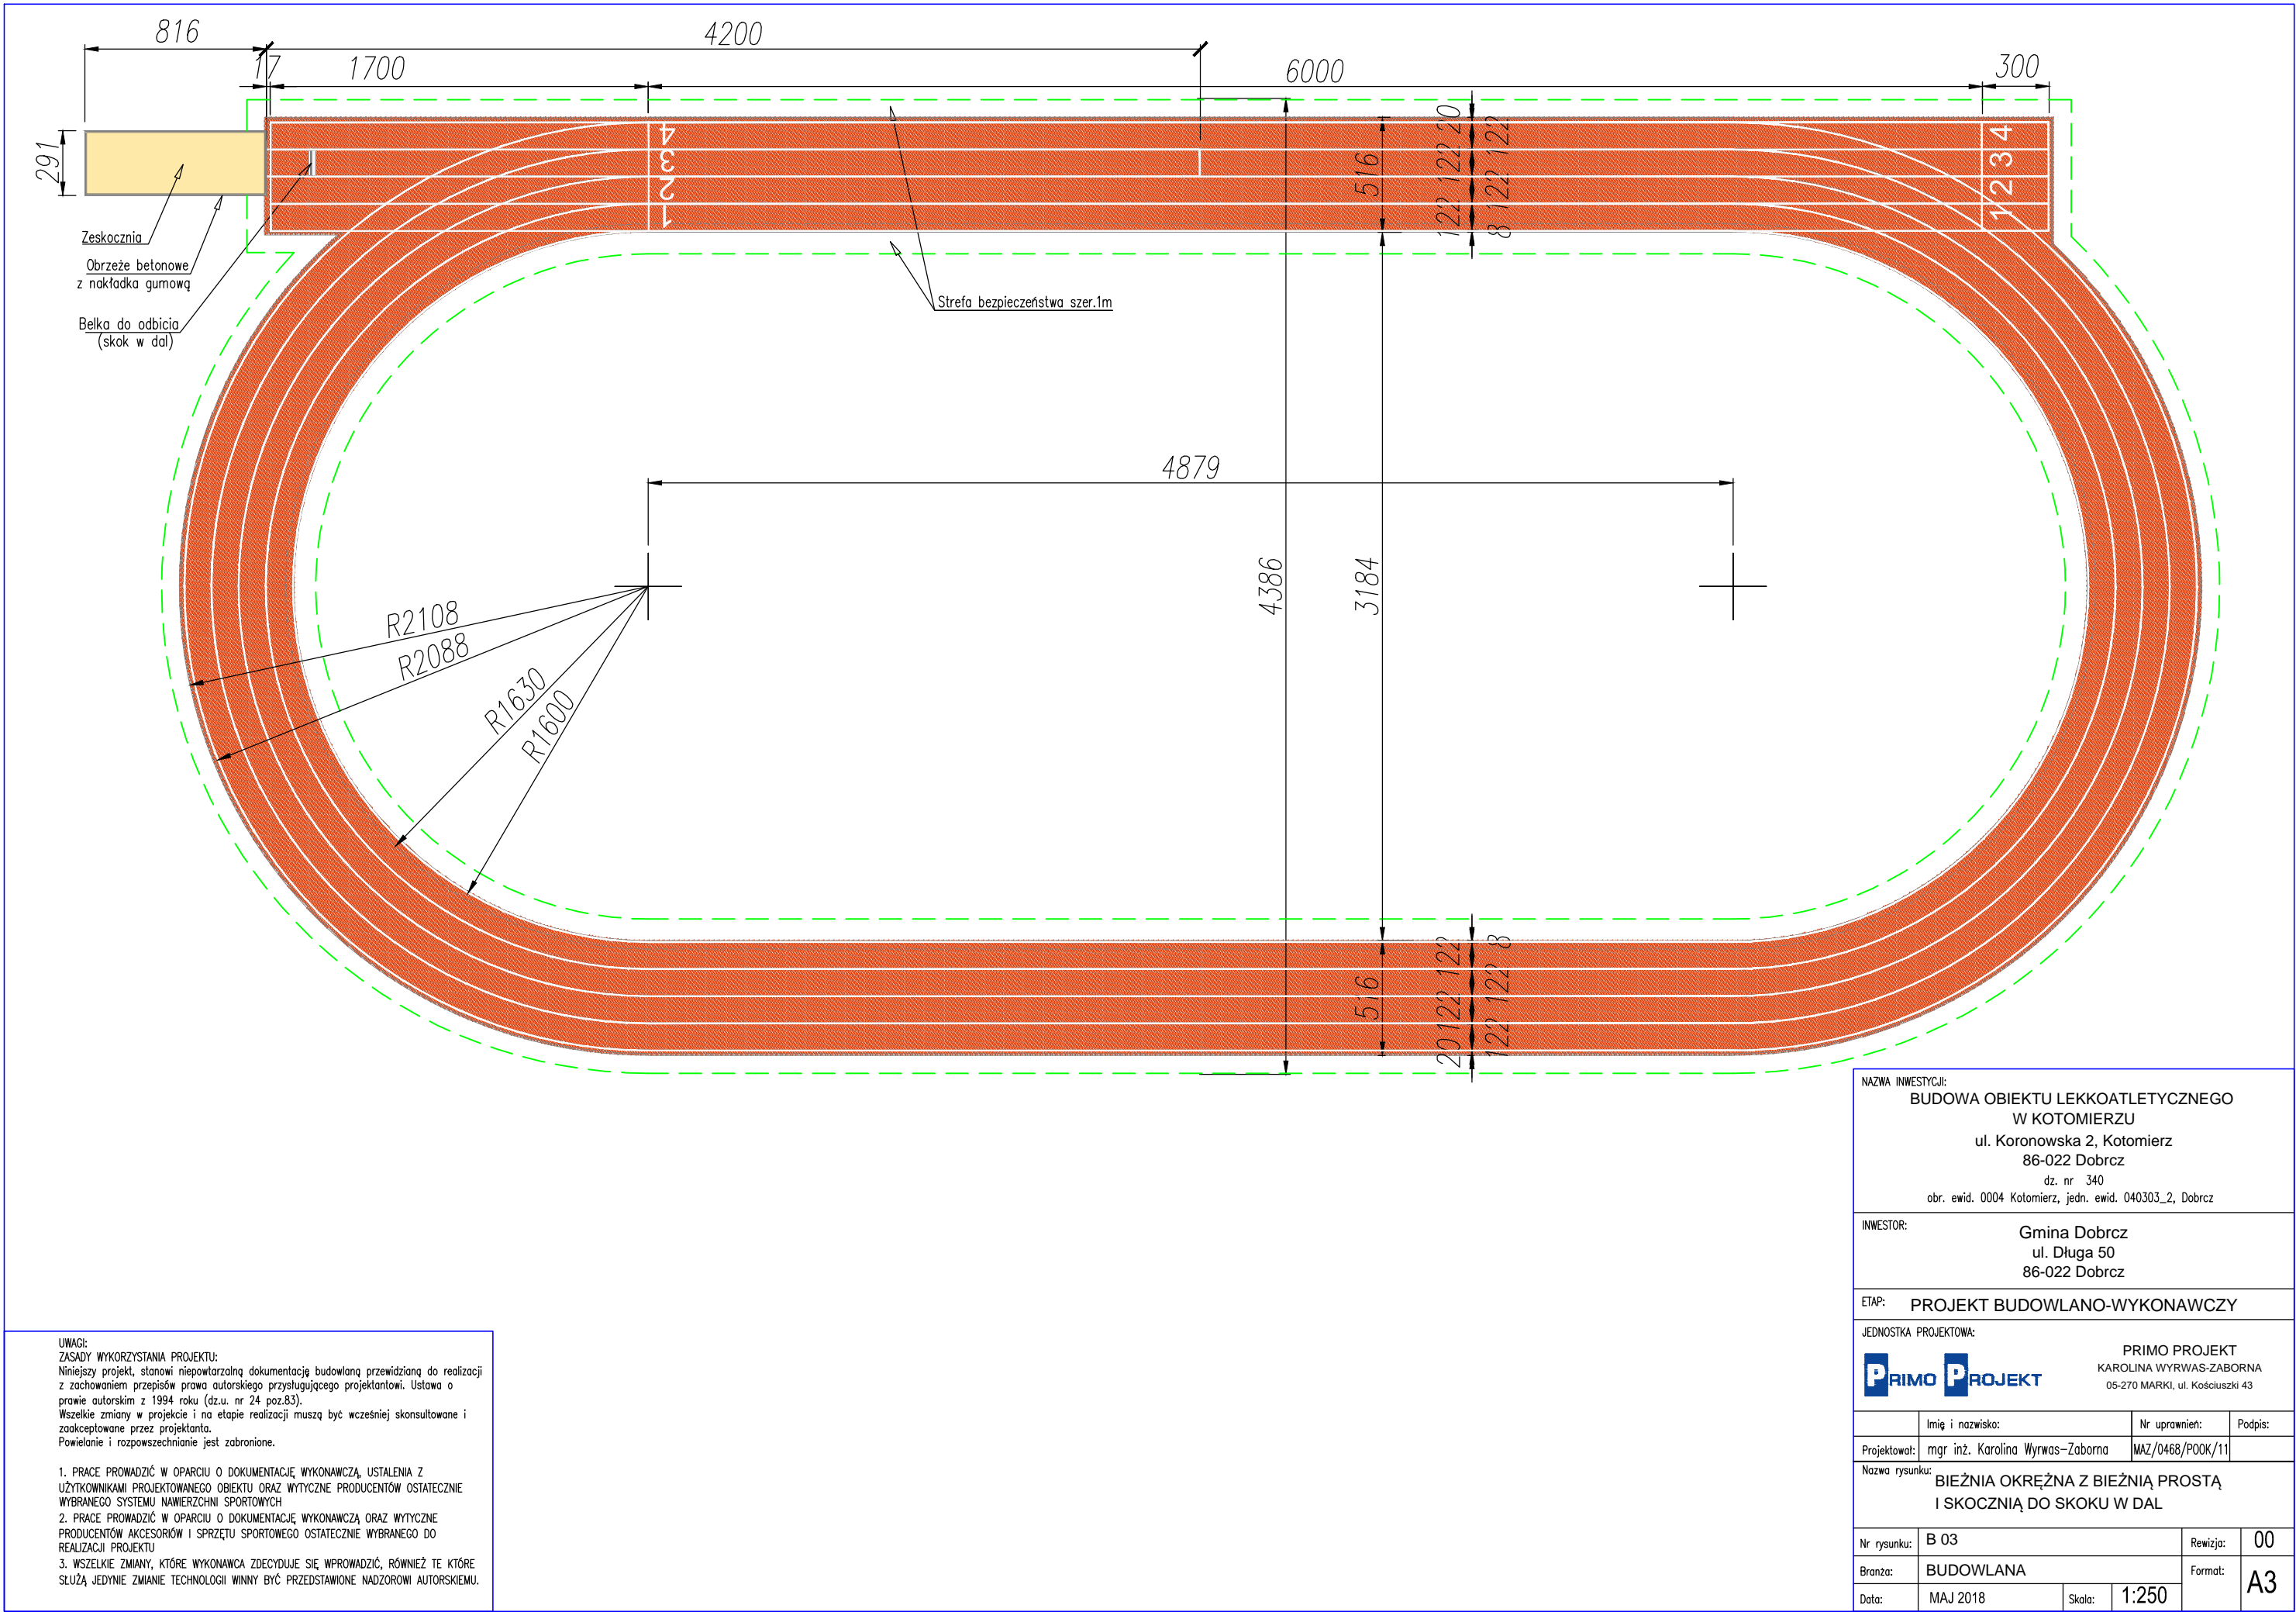 816
4200
17
1700
6000
300
291
4
3
2
1
516
20
122
122
122
122
8
4
3
2
1
Zeskocznia
Obrzeże betonowe
z nakładka gumową
Belka do odbicia
(skok w dal)
Strefa bezpieczeństwa szer.1m
4879
4386
3184
R2108
R2088
R1630
R1600
516
8
122
122
122
122
20
NAZWA INWESTYCJI:
BUDOWA OBIEKTU LEKKOATLETYCZNEGO
W KOTOMIERZU
ul. Koronowska 2, Kotomierz
86-022 Dobrcz
dz. nr 340
obr. ewid. 0004 Kotomierz, jedn. ewid. 040303_2, Dobrcz
INWESTOR:
Gmina Dobrcz
ul. Długa 50
86-022 Dobrcz
ETAP: PROJEKT BUDOWLANO-WYKONAWCZY
JEDNOSTKA PROJEKTOWA:
PRIMO PROJEKT
PRIMO PROJEKT
KAROLINA WYRWAS-ZABORNA
05-270 MARKI, ul. Kościuszki 43
Imię i nazwisko: Nr uprawnień: Podpis:
Projektował: mgr inż. Karolina Wyrwas-Zaborna MAZ/0468/POOK/11
Nazwa rysunku:
BIEŻNIA OKRĘŻNA Z BIEŻNIĄ PROSTĄ
I SKOCZNIĄ DO SKOKU W DAL
Nr rysunku: B 03 Rewizja: 00
Branża: BUDOWLANA Format: A3
Data: MAJ 2018 Skala: 1:250
UWAGI:
ZASADY WYKORZYSTANIA PROJEKTU:
Niniejszy projekt, stanowi niepowtarzalną dokumentację budowlaną przewidzianą do realizacji
z zachowaniem przepisów prawa autorskiego przysługującego projektantowi. Ustawa o
prawie autorskim z 1994 roku (dz.u. nr 24 poz.83).
Wszelkie zmiany w projekcie i na etapie realizacji muszą być wcześniej skonsultowane i
zaakceptowane przez projektanta.
Powielanie i rozpowszechnianie jest zabronione.
1. PRACE PROWADZIĆ W OPARCIU O DOKUMENTACJĘ WYKONAWCZĄ, USTALENIA Z
UŻYTKOWNIKAMI PROJEKTOWANEGO OBIEKTU ORAZ WYTYCZNE PRODUCENTÓW OSTATECZNIE
WYBRANEGO SYSTEMU NAWIERZCHNI SPORTOWYCH
2. PRACE PROWADZIĆ W OPARCIU O DOKUMENTACJĘ WYKONAWCZĄ ORAZ WYTYCZNE
PRODUCENTÓW AKCESORIÓW I SPRZĘTU SPORTOWEGO OSTATECZNIE WYBRANEGO DO
REALIZACJI PROJEKTU
3. WSZELKIE ZMIANY, KTÓRE WYKONAWCA ZDECYDUJE SIĘ WPROWADZIĆ, RÓWNIEŻ TE KTÓRE
SŁUŻĄ JEDYNIE ZMIANIE TECHNOLOGII WINNY BYĆ PRZEDSTAWIONE NADZOROWI AUTORSKIEMU.